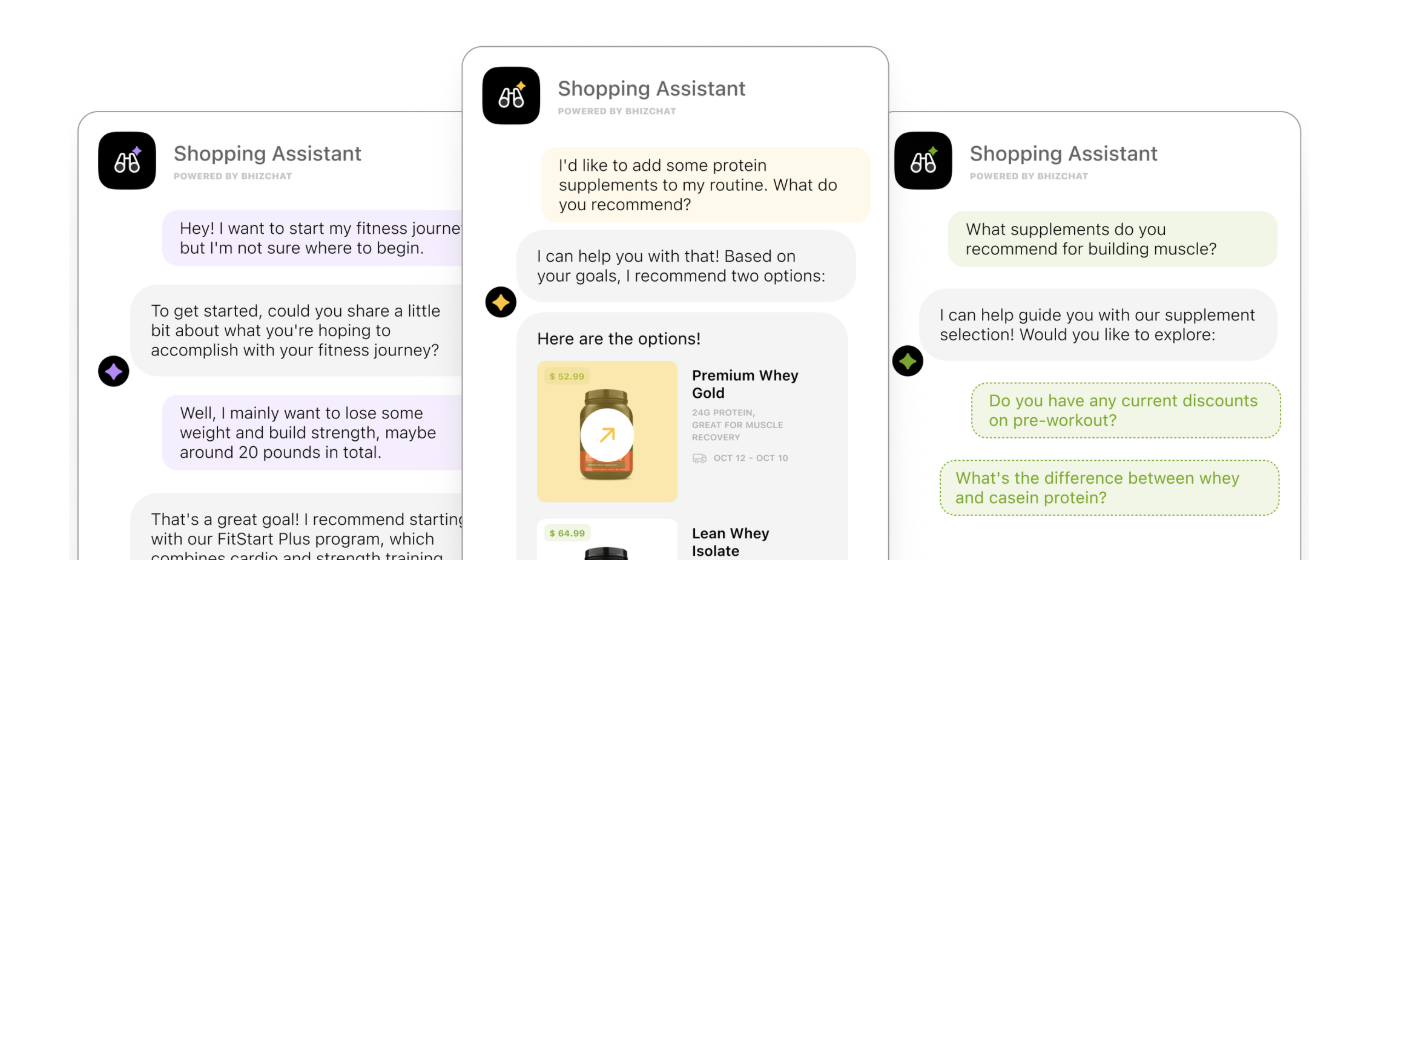 Shopping Assistant
POWERED BY BHIZCHAT
Hey! I want to start my fitness journe
but I'm not sure where to begin.
To get started, could you share a little
bit about what you're hoping to
accomplish with your fitness journey?
Well, I mainly want to lose some
weight and build strength, maybe
around 20 pounds in total.
That's a great goal! I recommend starting
with our FitStart Plus program, which
combines cardio and strength training
Shopping Assistant
POWERED BY BHIZCHAT
I'd like to add some protein
supplements to my routine. What do
you recommend?
I can help you with that! Based on
your goals, I recommend two options:
Here are the options!
$ 52.99
Premium Whey
Gold
24G PROTEIN,
GREAT FOR MUSCLE
RECOVERY
OCT 12 - OCT 10
$ 64.99
Lean Whey
Isolate
Shopping Assistant
POWERED BY BHIZCHAT
What supplements do you
recommend for building muscle?
I can help guide you with our supplement
selection! Would you like to explore:
Do you have any current discounts
on pre-workout?
What's the difference between whey
and casein protein?